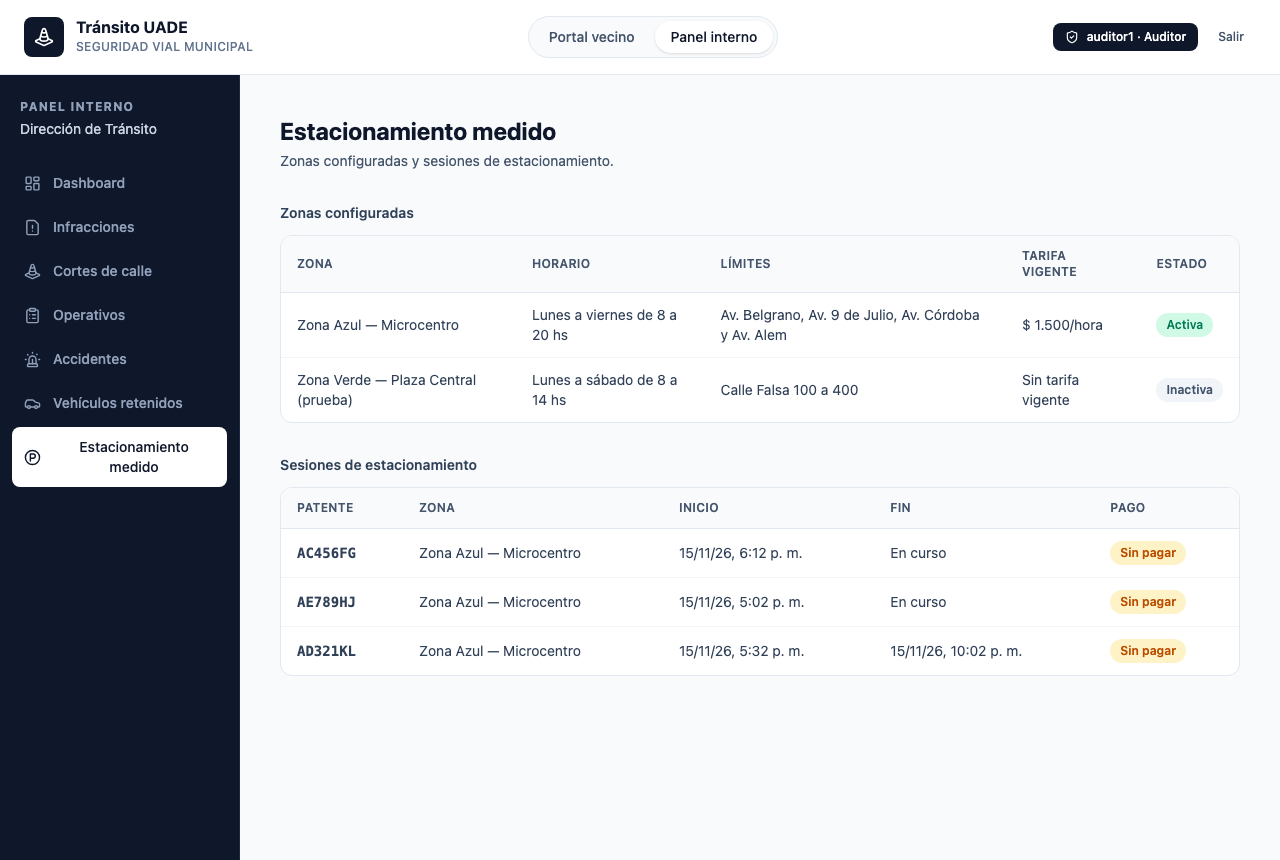 Tránsito UADE
SEGURIDAD VIAL MUNICIPAL
Portal vecino
Panel interno
auditor1 · Auditor
Salir
PANEL INTERNO
Dirección de Tránsito
Dashboard
Infracciones
Cortes de calle
Operativos
Accidentes
Vehículos retenidos
Estacionamiento
medido
Estacionamiento medido
Zonas configuradas y sesiones de estacionamiento.
Zonas configuradas
ZONA HORARIO LÍMITES TARIFA VIGENTE ESTADO
Zona Azul — Microcentro
Lunes a viernes de 8 a
20 hs
Av. Belgrano, Av. 9 de Julio, Av. Córdoba
y Av. Alem
$ 1.500/hora
Activa
Zona Verde — Plaza Central
(prueba)
Lunes a sábado de 8 a
14 hs
Calle Falsa 100 a 400
Sin tarifa
vigente
Inactiva
Sesiones de estacionamiento
PATENTE ZONA INICIO FIN PAGO
AC456FG Zona Azul — Microcentro 15/11/26, 6:12 p. m. En curso Sin pagar
AE789HJ Zona Azul — Microcentro 15/11/26, 5:02 p. m. En curso Sin pagar
AD321KL Zona Azul — Microcentro 15/11/26, 5:32 p. m. 15/11/26, 10:02 p. m. Sin pagar